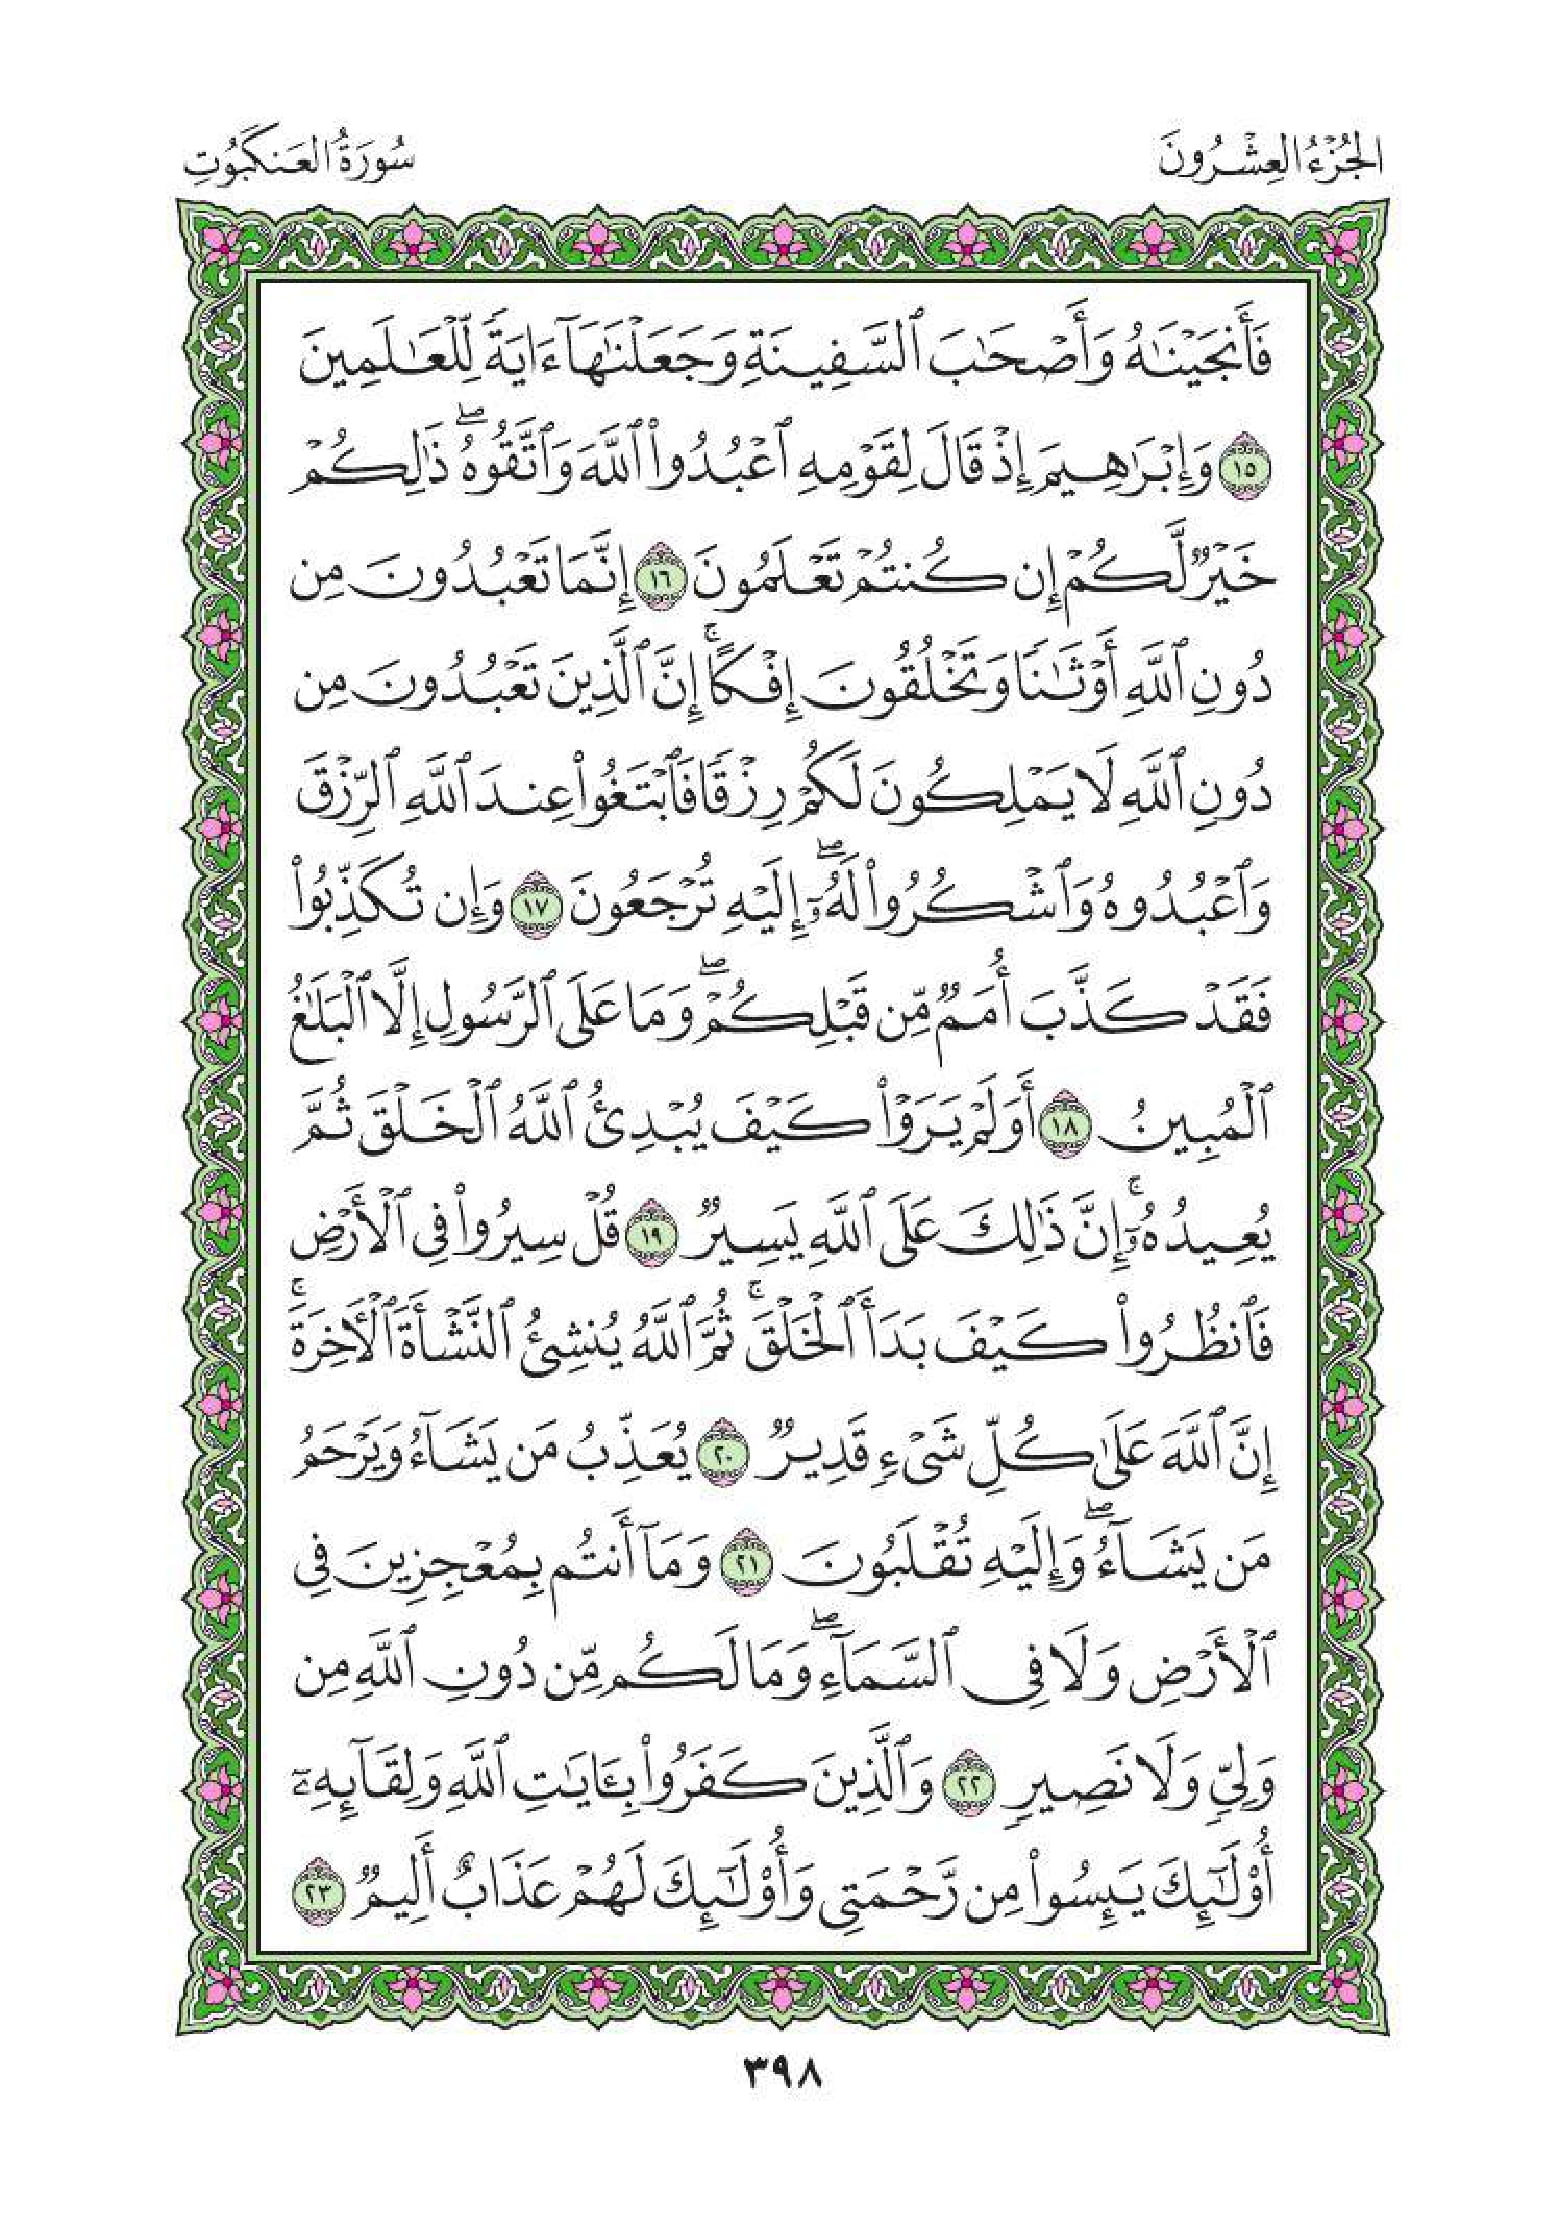 الجُزْءُ العِشْرُونَ
سُورَةُ العَنكَبُوتِ
فَأَنجَيْنَٰهُ وَأَصْحَٰبَ ٱلسَّفِينَةِ وَجَعَلْنَٰهَآ ءَايَةً لِّلْعَٰلَمِينَ
١٥ وَإِبْرَٰهِيمَ إِذْ قَالَ لِقَوْمِهِ ٱعْبُدُوا۟ ٱللَّهَ وَٱتَّقُوهُ ۖ ذَٰلِكُمْ
خَيْرٌ لَّكُمْ إِن كُنتُمْ تَعْلَمُونَ ١٦ إِنَّمَا تَعْبُدُونَ مِن
دُونِ ٱللَّهِ أَوْثَٰنًا وَتَخْلُقُونَ إِفْكًا ۚ إِنَّ ٱلَّذِينَ تَعْبُدُونَ مِن
دُونِ ٱللَّهِ لَا يَمْلِكُونَ لَكُمْ رِزْقًا فَٱبْتَغُوا۟ عِندَ ٱللَّهِ ٱلرِّزْقَ
وَٱعْبُدُوهُ وَٱشْكُرُوا۟ لَهُۥٓ ۖ إِلَيْهِ تُرْجَعُونَ ١٧ وَإِن تُكَذِّبُوا۟
فَقَدْ كَذَّبَ أُمَمٌ مِّن قَبْلِكُمْ ۖ وَمَا عَلَى ٱلرَّسُولِ إِلَّا ٱلْبَلَٰغُ
ٱلْمُبِينُ ١٨ أَوَلَمْ يَرَوْا۟ كَيْفَ يُبْدِئُ ٱللَّهُ ٱلْخَلْقَ ثُمَّ
يُعِيدُهُۥٓ ۚ إِنَّ ذَٰلِكَ عَلَى ٱللَّهِ يَسِيرٌ ١٩ قُلْ سِيرُوا۟ فِى ٱلْأَرْضِ
فَٱنظُرُوا۟ كَيْفَ بَدَأَ ٱلْخَلْقَ ۚ ثُمَّ ٱللَّهُ يُنشِئُ ٱلنَّشْأَةَ ٱلْءَاخِرَةَ ۚ
إِنَّ ٱللَّهَ عَلَىٰ كُلِّ شَىْءٍ قَدِيرٌ ٢٠ يُعَذِّبُ مَن يَشَآءُ وَيَرْحَمُ
مَن يَشَآءُ ۖ وَإِلَيْهِ تُقْلَبُونَ ٢١ وَمَآ أَنتُم بِمُعْجِزِينَ فِى
ٱلْأَرْضِ وَلَا فِى ٱلسَّمَآءِ ۖ وَمَا لَكُم مِّن دُونِ ٱللَّهِ مِن
وَلِىٍّ وَلَا نَصِيرٍ ٢٢ وَٱلَّذِينَ كَفَرُوا۟ بِـَٔايَٰتِ ٱللَّهِ وَلِقَآئِهِۦٓ
أُو۟لَٰٓئِكَ يَئِسُوا۟ مِن رَّحْمَتِى وَأُو۟لَٰٓئِكَ لَهُمْ عَذَابٌ أَلِيمٌ ٢٣
٣٩٨